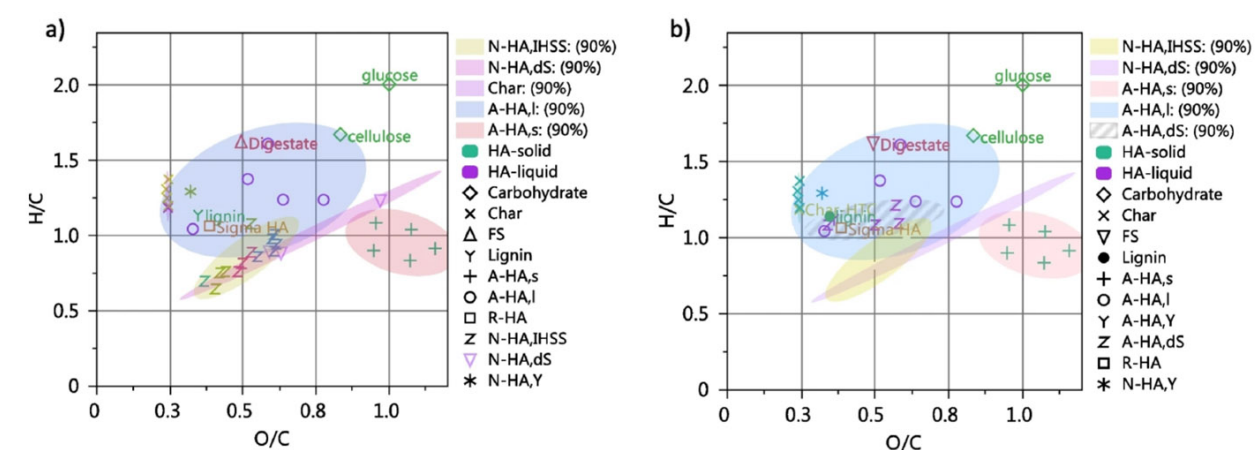 a)
H/C
2.0
1.5
1.0
0.5
0
0
0.3
0.5
0.8
1.0
O/C
glucose
cellulose
Digestate
lignin
Sigma HA
N-HA,IHSS: (90%)
N-HA,dS: (90%)
Char: (90%)
A-HA,l: (90%)
A-HA,s: (90%)
HA-solid
HA-liquid
Carbohydrate
Char
FS
Lignin
A-HA,s
A-HA,l
R-HA
N-HA,IHSS
N-HA,dS
N-HA,Y
b)
H/C
2.0
1.5
1.0
0.5
0
0
0.3
0.5
0.8
1.0
O/C
glucose
cellulose
Digestate
Char-HTC
lignin
Sigma HA
N-HA,IHSS: (90%)
N-HA,dS: (90%)
A-HA,s: (90%)
A-HA,l: (90%)
A-HA,dS: (90%)
HA-solid
HA-liquid
Carbohydrate
Char
FS
Lignin
A-HA,s
A-HA,l
A-HA,Y
A-HA,dS
R-HA
N-HA,Y